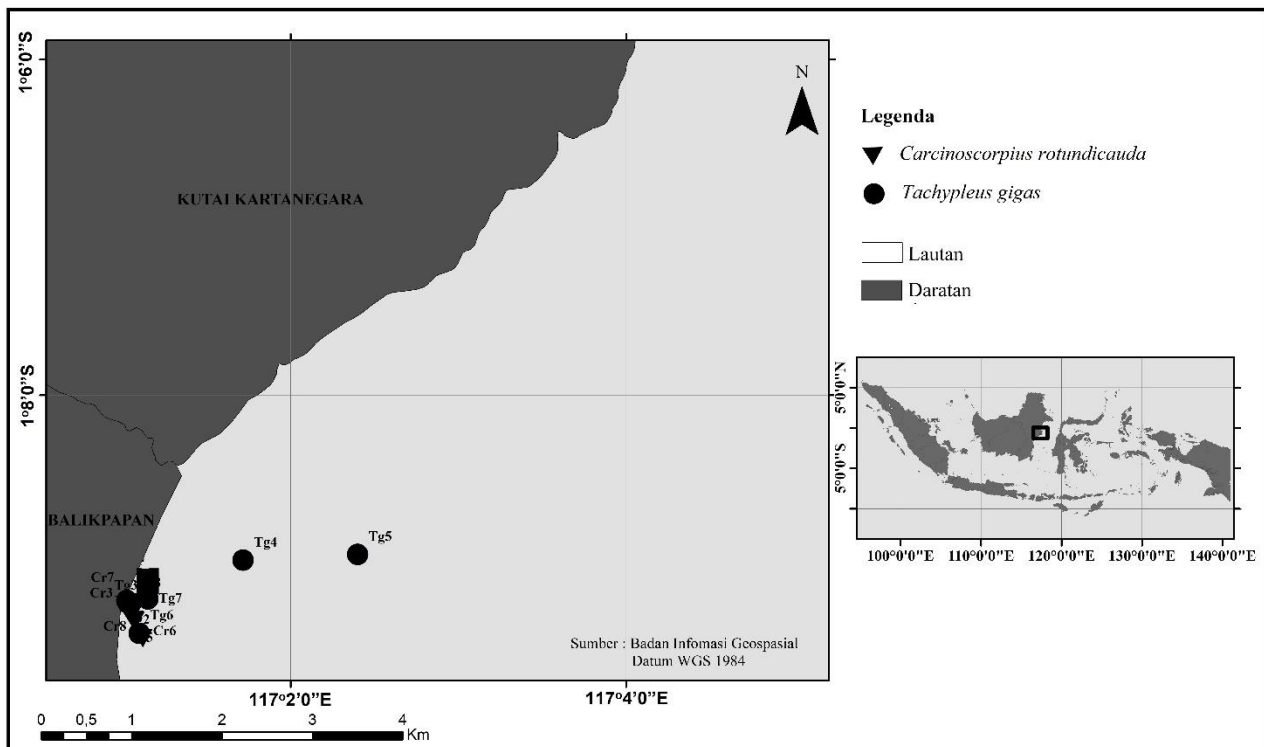 1°6'0"S
N
KUTAI KARTANEGARA
1°8'0"S
BALIKPAPAN
Tg4
Tg5
Cr7
Tg3
Cr3
Tg7
Tg6
Cr8
Cr6
Sumber : Badan Infomasi Geospasial
Datum WGS 1984
117°2'0"E
117°4'0"E
0 0,5 1 2 3 4
Km
Legenda
Carcinoscorpius rotundicauda
Tachypleus gigas
Lautan
Daratan
5°0'0"N
5°0'0"S
100°0'0"E 110°0'0"E 120°0'0"E 130°0'0"E 140°0'0"E